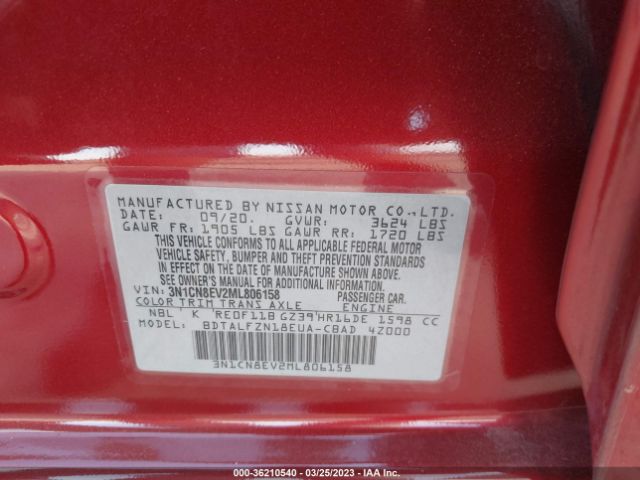 MANUFACTURED BY NISSAN MOTOR CO.,LTD.
DATE: 09/20. GVWR: 3624 LBS
GAWR FR: 1905 LBS GAWR RR: 1720 LBS
THIS VEHICLE CONFORMS TO ALL APPLICABLE FEDERAL MOTOR
VEHICLE SAFETY, BUMPER AND THEFT PREVENTION STANDARDS
IN EFFECT ON THE DATE OF MANUFACTURE SHOWN ABOVE.
SEE OWNER'S MANUAL FOR ADDITIONAL INFORMATION.
VIN: 3N1CN8EV2ML806158 PASSENGER CAR.
COLOR TRIM TRANS AXLE ENGINE
NBL K RE0F11B GZ39 HR16DE 1598 CC
MODEL: BDTALFZN18EUA-CBAD 4Z000
3N1CN8EV2ML806158
000-36210540 - 03/25/2023 - IAA Inc.